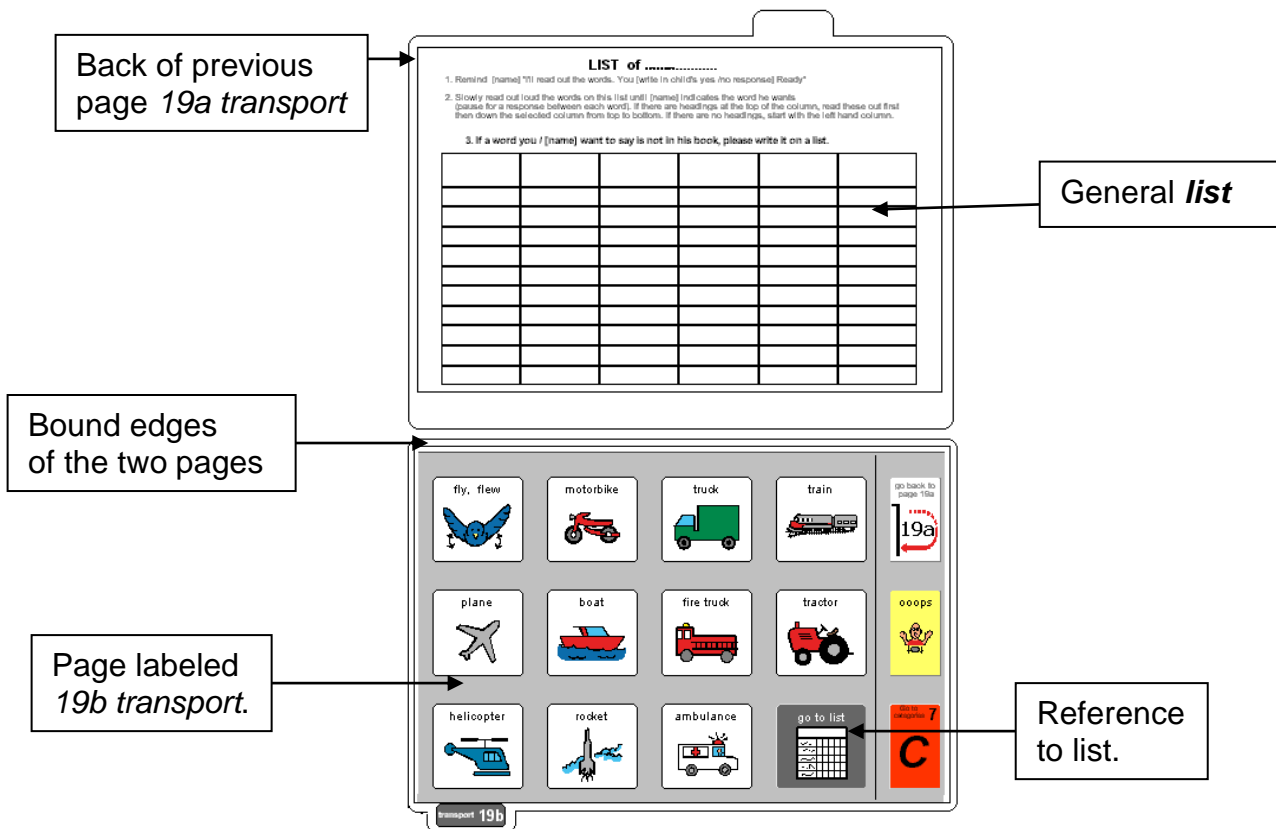 Back of previous
page 19a transport
LIST of ....................
1. Remind [name] "I'll read out the words. You [write in child's yes /no response] Ready"
2. Slowly read out loud the words on this list until [name] indicates the word he wants
(pause for a response between each word). If there are headings at the top of the column, read these out first
then down the selected column from top to bottom. If there are no headings, start with the left hand column.
3. If a word you / [name] want to say is not in his book, please write it on a list.
General list
Bound edges
of the two pages
fly, flew
motorbike
truck
train
go back to
page 19a
19a
plane
boat
fire truck
tractor
ooops
Page labeled
19b transport.
helicopter
rocket
ambulance
go to list
Go to
categories 7
C
Reference
to list.
transport 19b